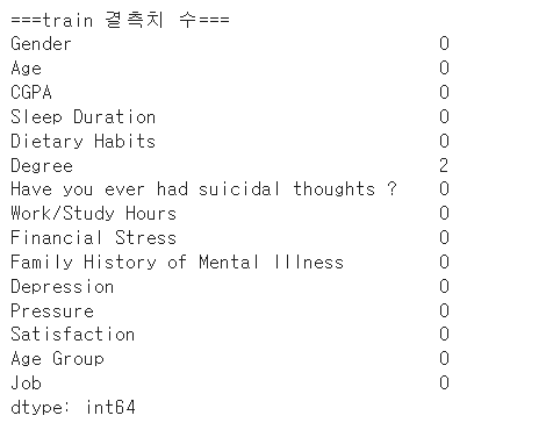 ===train 결측치 수===
Gender 0
Age 0
CGPA 0
Sleep Duration 0
Dietary Habits 0
Degree 2
Have you ever had suicidal thoughts ? 0
Work/Study Hours 0
Financial Stress 0
Family History of Mental Illness 0
Depression 0
Pressure 0
Satisfaction 0
Age Group 0
Job 0
dtype: int64